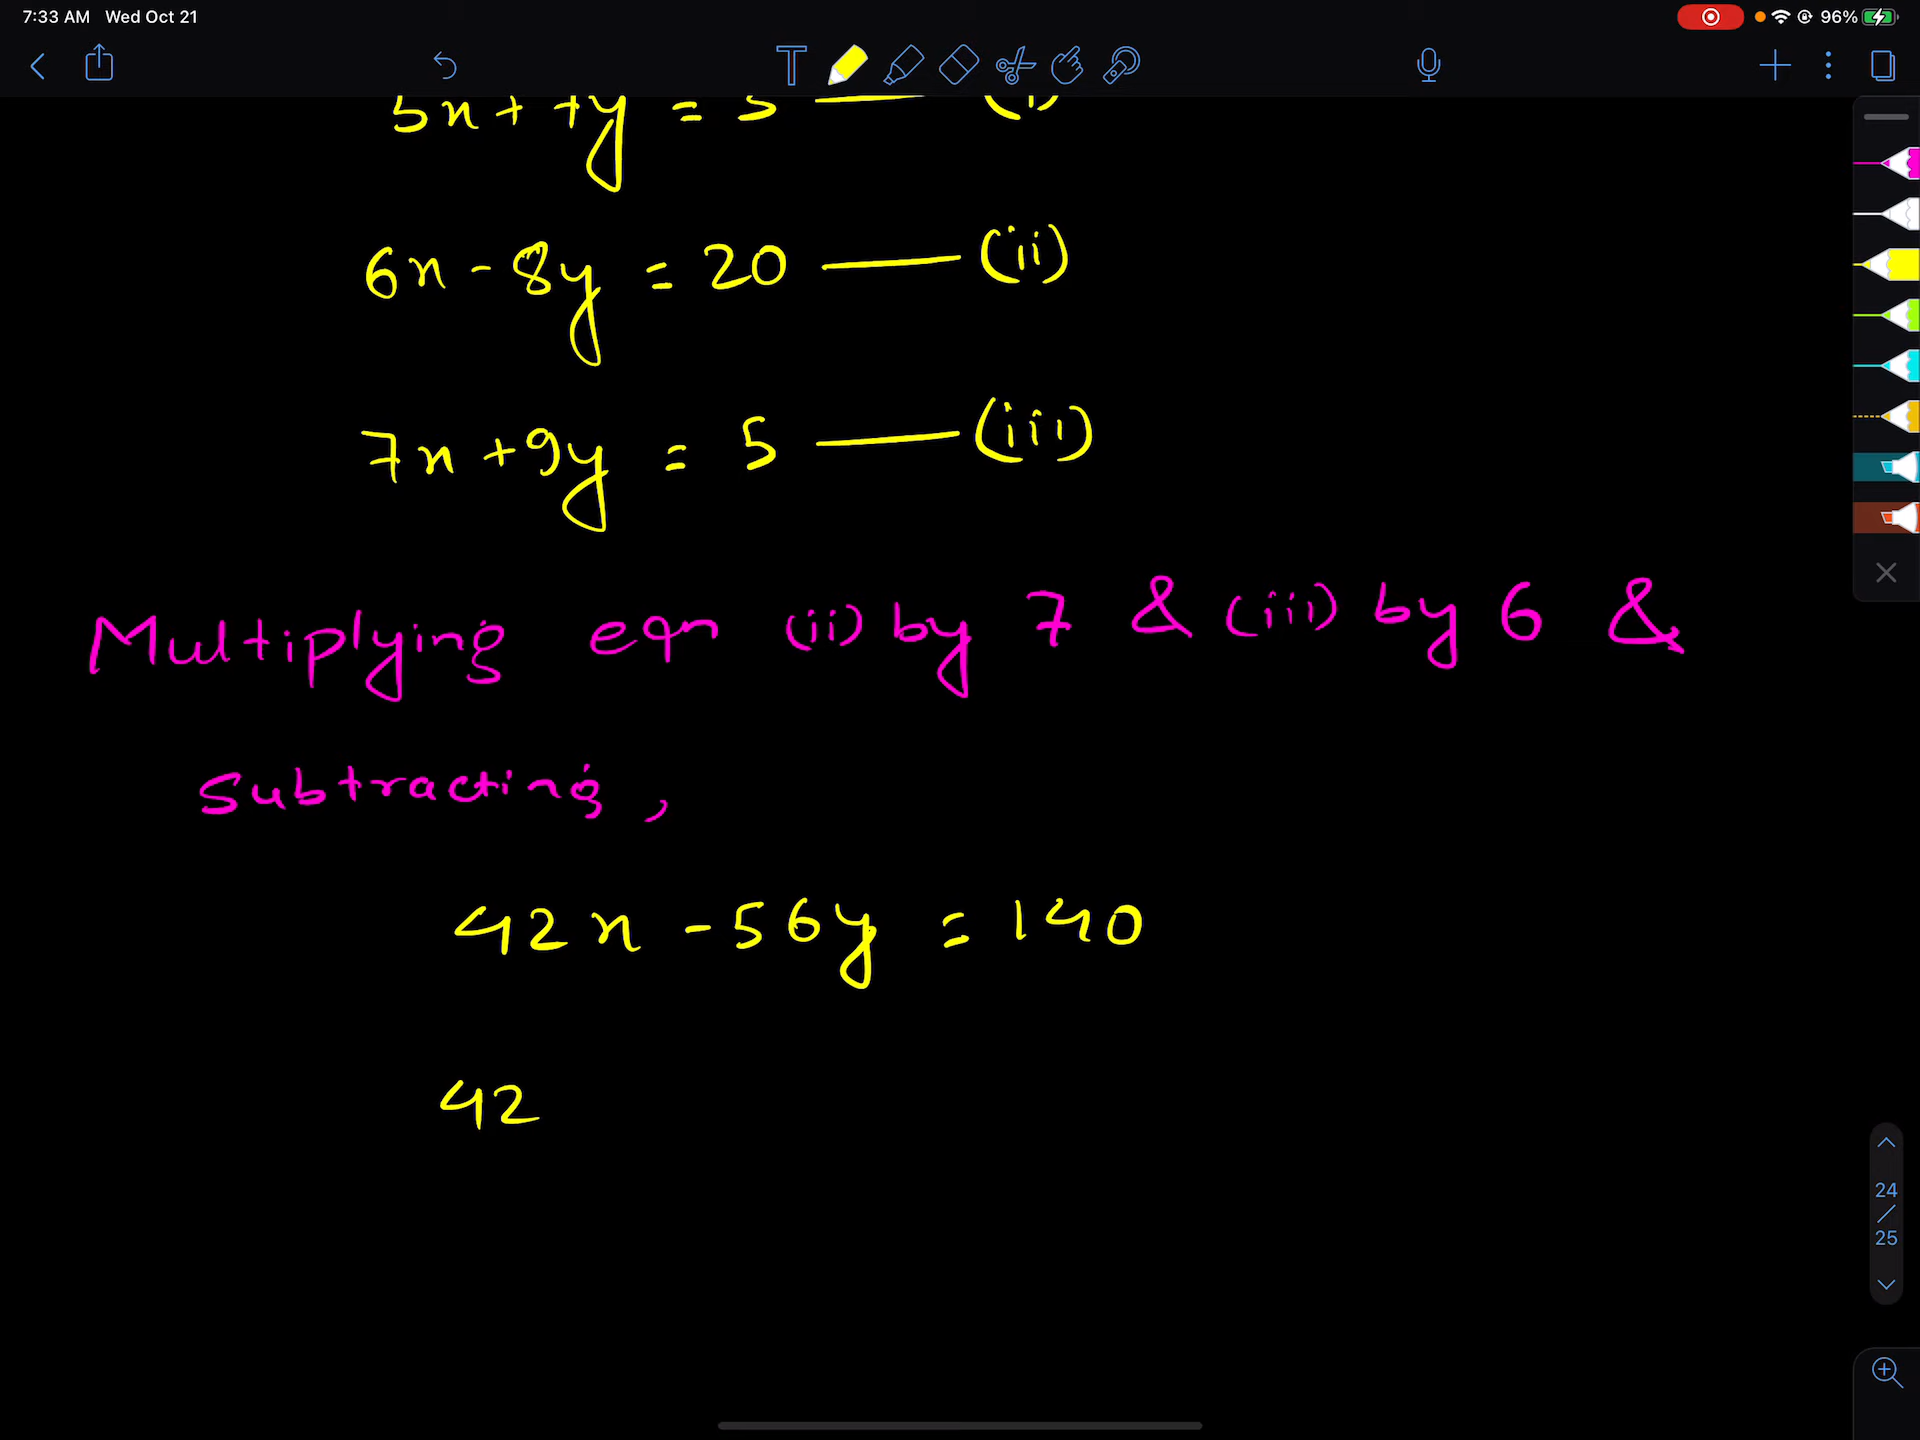 7:33 AM Wed Oct 21
96%
6x - 8y = 20 —— (ii)
7x + 9y = 5 —— (iii)
Multiplying eqn (ii) by 7 & (iii) by 6 &
subtracting,
42x - 56y = 140
42
24
/
25